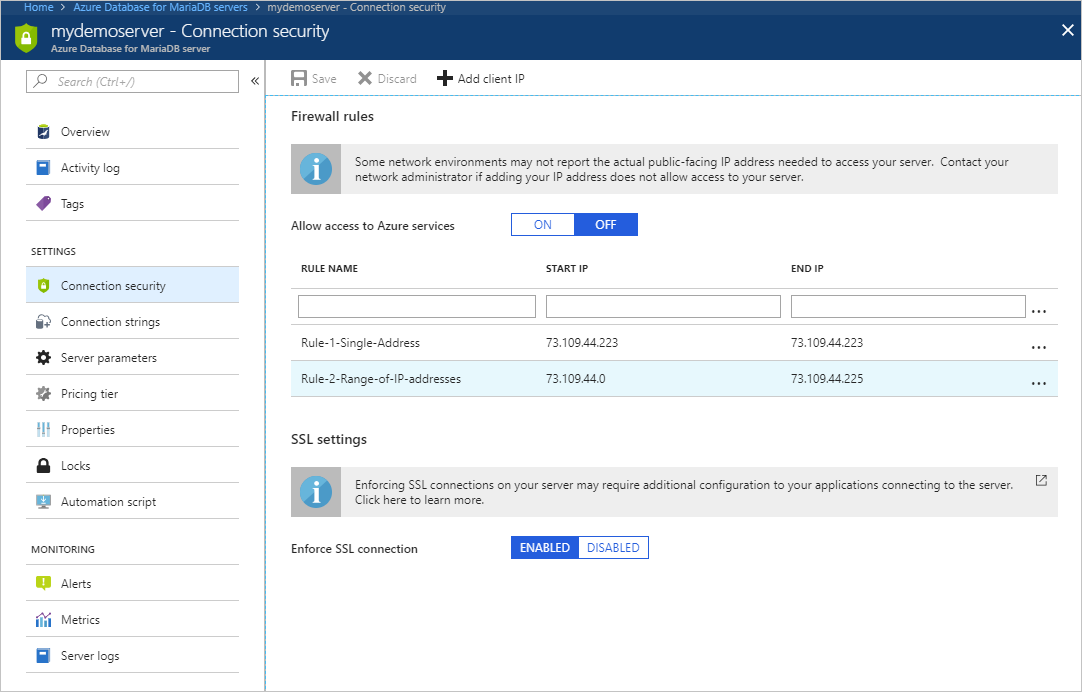 Home > Azure Database for MariaDB servers > mydemoserver - Connection security
mydemoserver - Connection security
Azure Database for MariaDB server
Search (Ctrl+/)
Overview
Activity log
Tags
SETTINGS
Connection security
Connection strings
Server parameters
Pricing tier
Properties
Locks
Automation script
MONITORING
Alerts
Metrics
Server logs
Save Discard Add client IP
Firewall rules
Some network environments may not report the actual public-facing IP address needed to access your server. Contact your
network administrator if adding your IP address does not allow access to your server.
Allow access to Azure services ON OFF
RULE NAME START IP END IP
Rule-1-Single-Address 73.109.44.223 73.109.44.223
Rule-2-Range-of-IP-addresses 73.109.44.0 73.109.44.225
SSL settings
Enforcing SSL connections on your server may require additional configuration to your applications connecting to the server.
Click here to learn more.
Enforce SSL connection ENABLED DISABLED